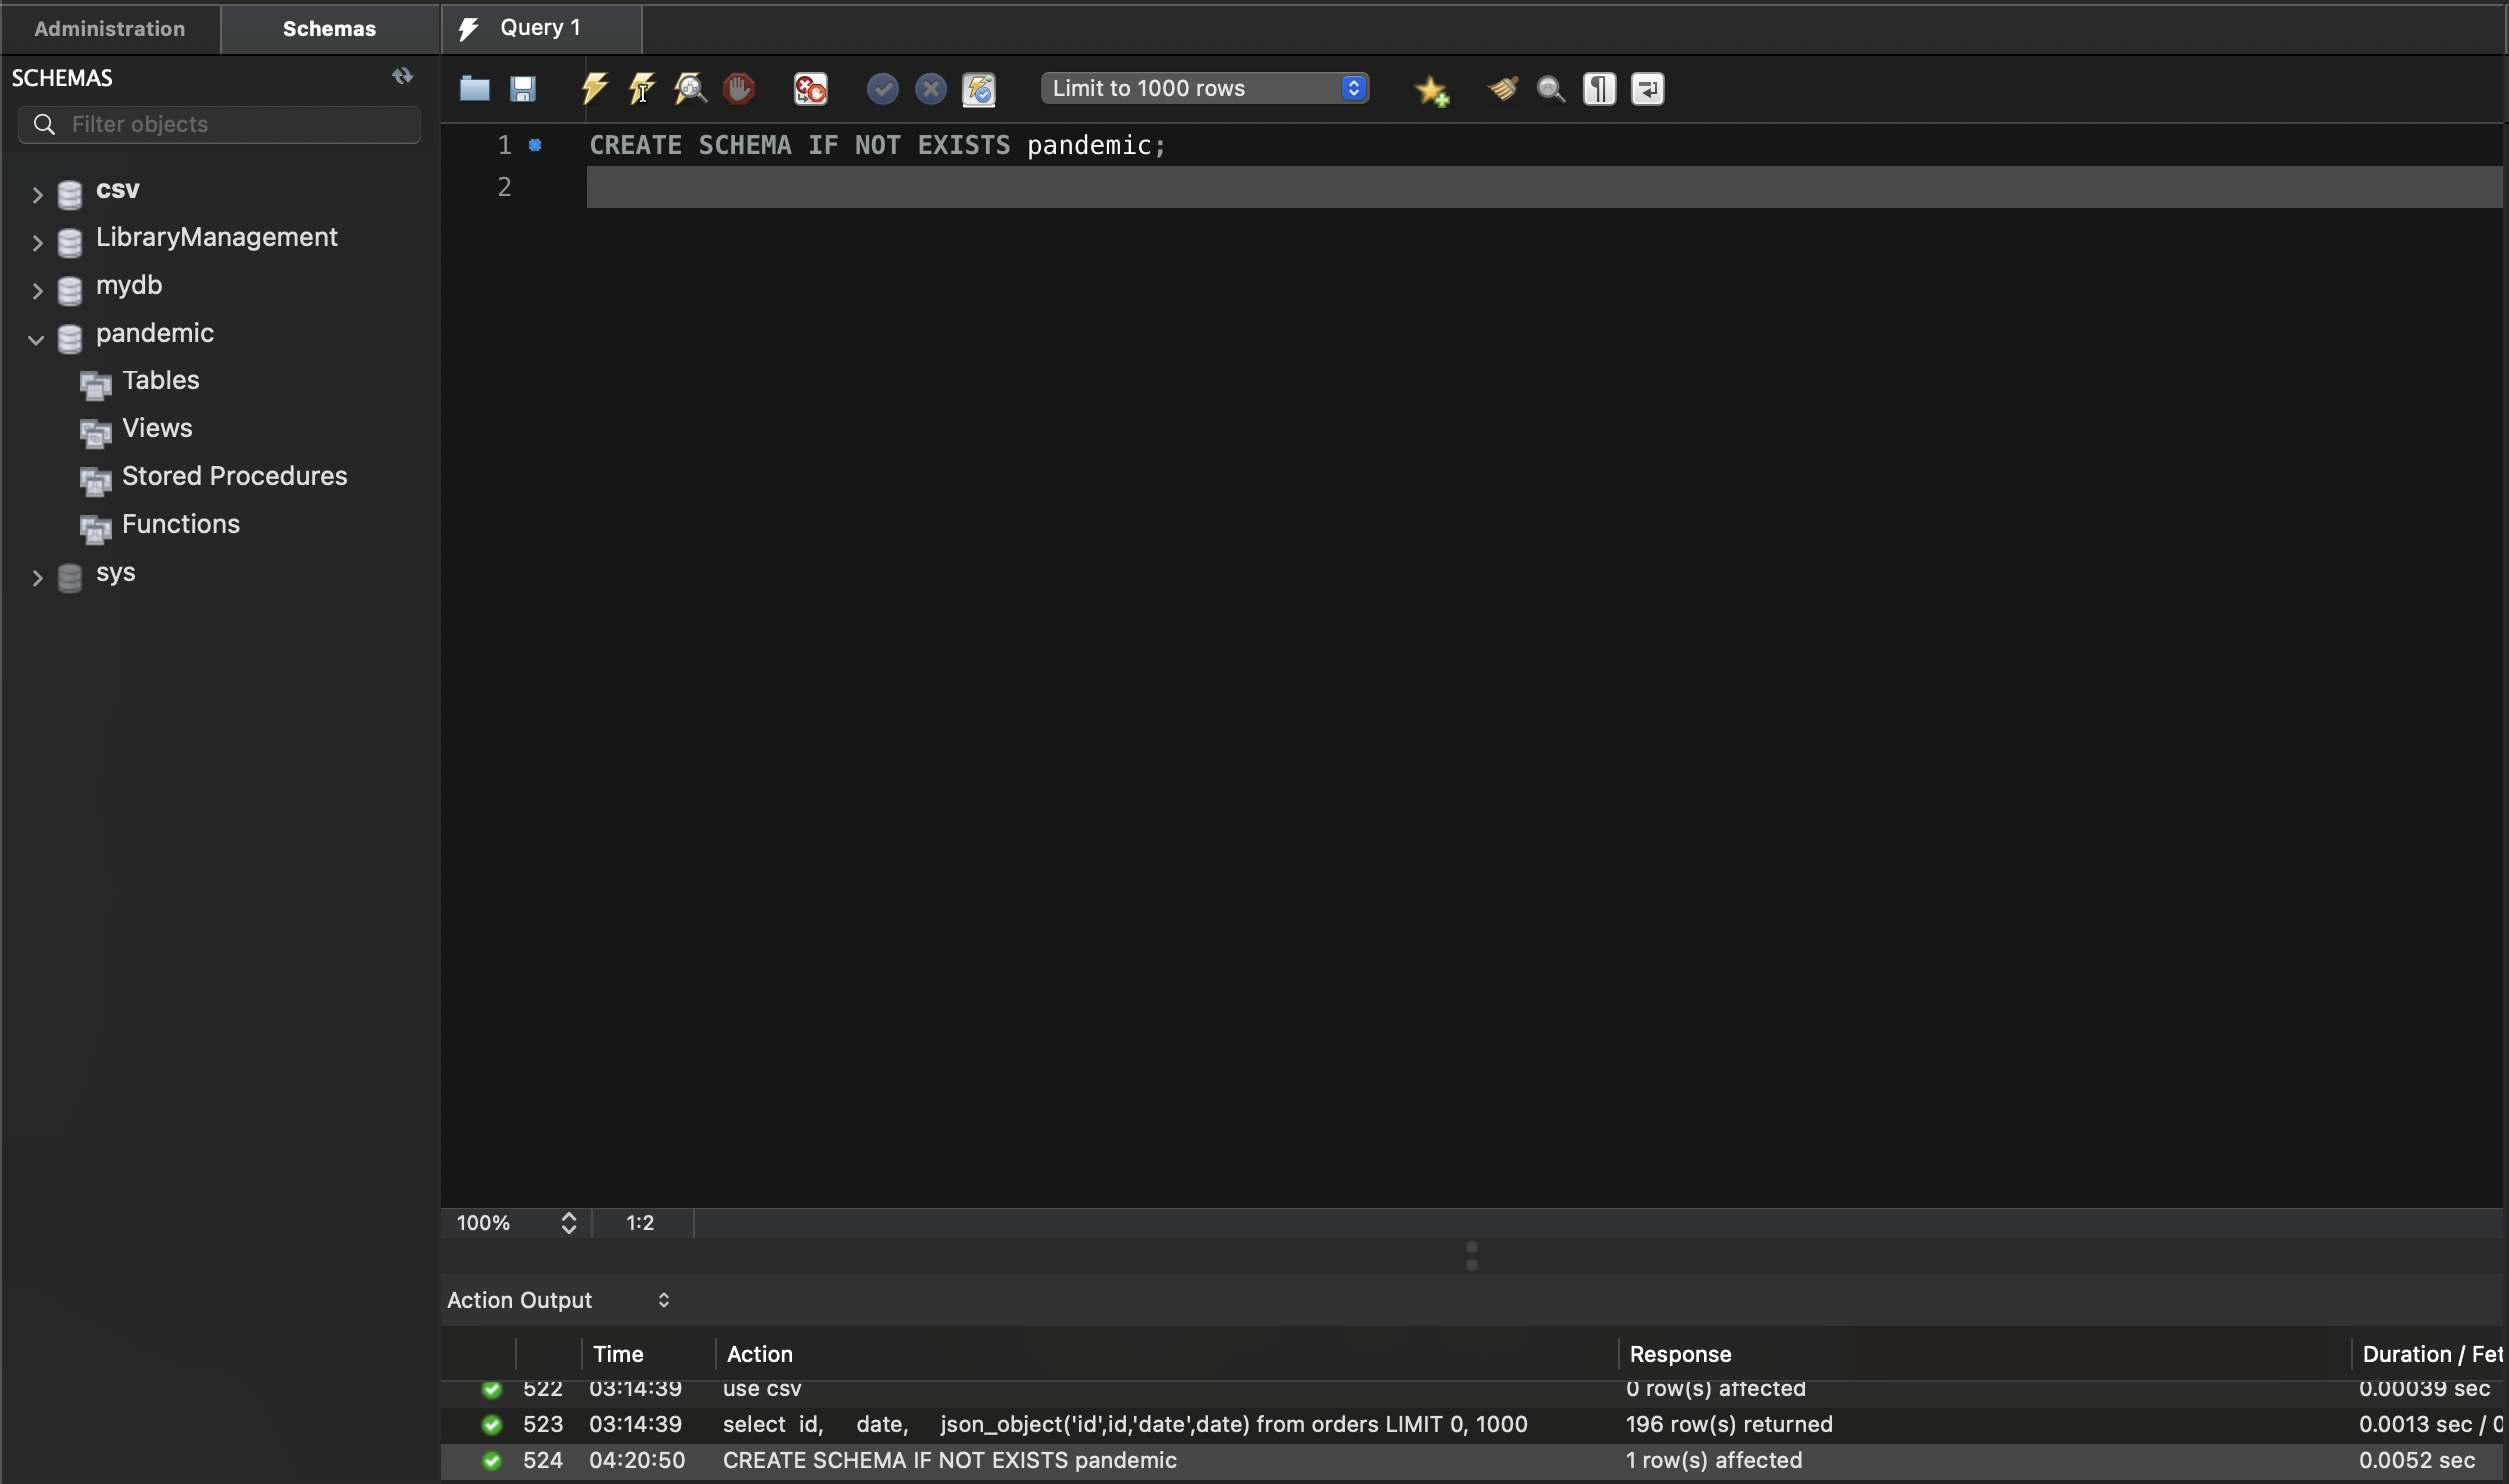 Administration
Schemas
Query 1
SCHEMAS
Filter objects
csv
LibraryManagement
mydb
pandemic
Tables
Views
Stored Procedures
Functions
sys
Limit to 1000 rows
1 CREATE SCHEMA IF NOT EXISTS pandemic;
2
100% 1:2
Action Output
Time Action Response Duration / Fet
522 03:14:39 use csv 0 row(s) affected 0.00039 sec
523 03:14:39 select id, date, json_object('id',id,'date',date) from orders LIMIT 0, 1000 196 row(s) returned 0.0013 sec / 0
524 04:20:50 CREATE SCHEMA IF NOT EXISTS pandemic 1 row(s) affected 0.0052 sec